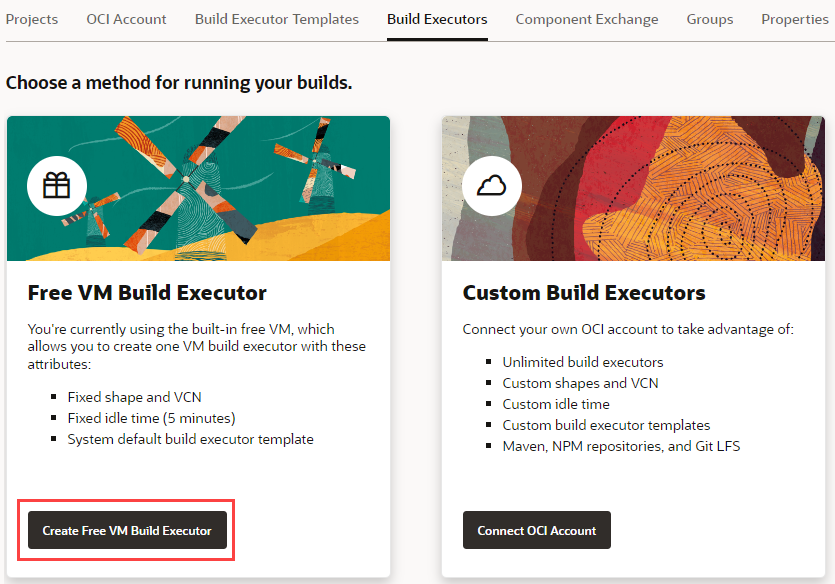 Projects OCI Account Build Executor Templates Build Executors Component Exchange Groups Properties
Choose a method for running your builds.
Free VM Build Executor
You're currently using the built-in free VM, which
allows you to create one VM build executor with these
attributes:
Fixed shape and VCN
Fixed idle time (5 minutes)
System default build executor template
Create Free VM Build Executor
Custom Build Executors
Connect your own OCI account to take advantage of:
Unlimited build executors
Custom shapes and VCN
Custom idle time
Custom build executor templates
Maven, NPM repositories, and Git LFS
Connect OCI Account